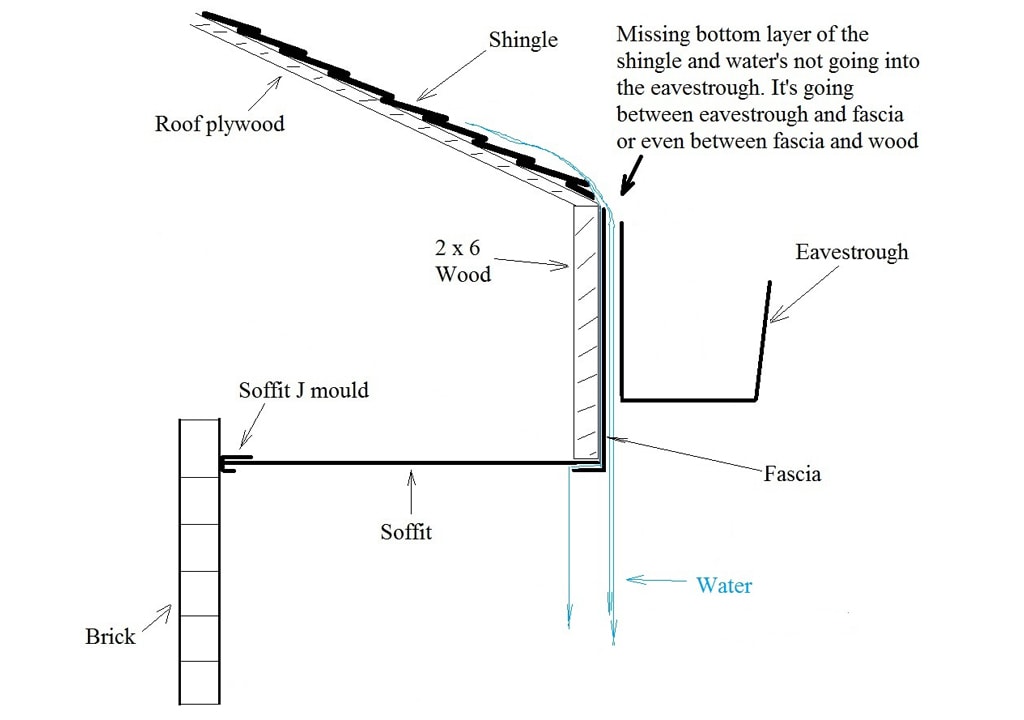 Shingle
Missing bottom layer of the
shingle and water's not going into
the eavestrough. It's going
between eavestrough and fascia
or even between fascia and wood
Roof plywood
2 x 6
Wood
Eavestrough
Soffit J mould
Fascia
Soffit
Water
Brick